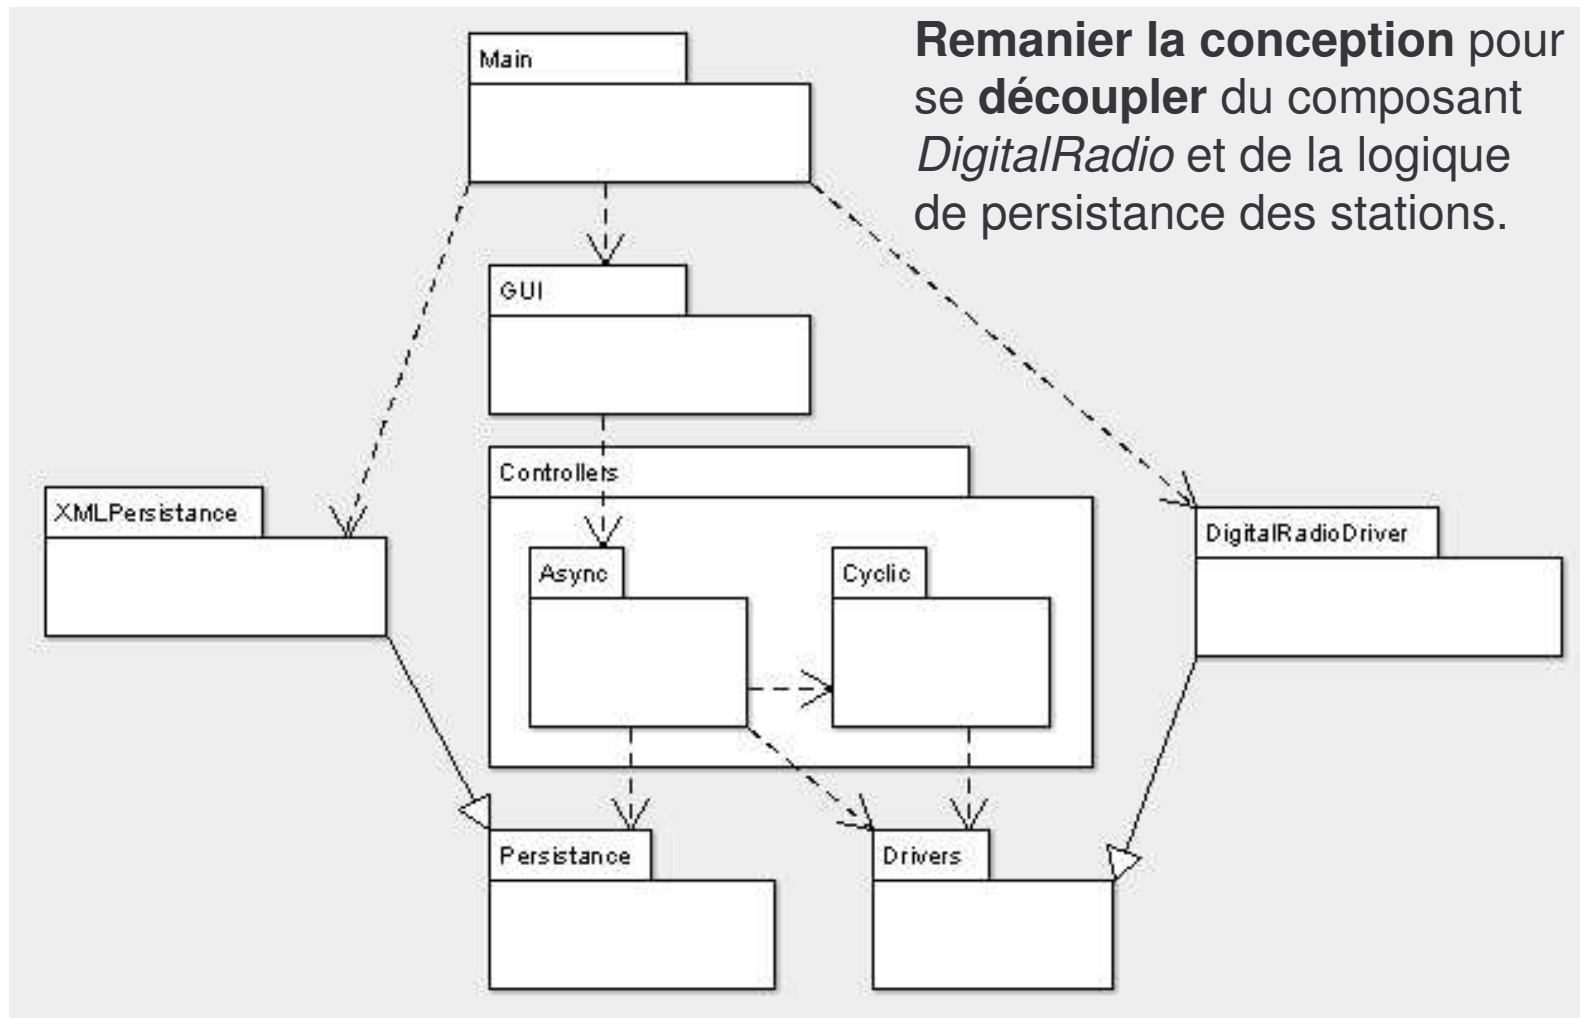 Remanier la conception pour
se découpler du composant
DigitalRadio et de la logique
de persistance des stations.
Main
GUI
Controllers
XMLPersistance
DigitalRadioDriver
Async
Cyclic
Persistance
Drivers